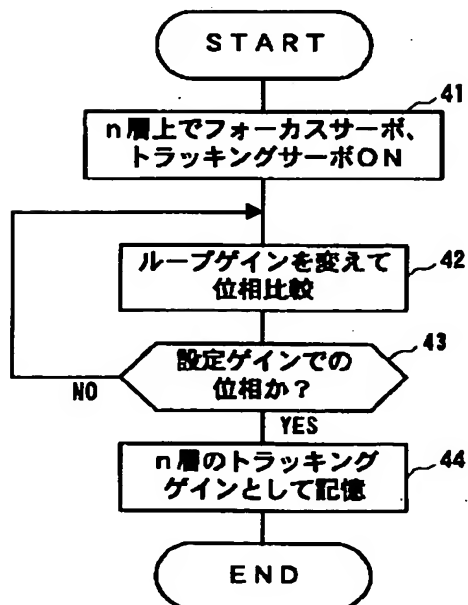 START
41
n層上でフォーカスサーボ、
トラッキングサーボON
ループゲインを変えて
位相比較
42
設定ゲインでの
位相か?
43
NO
YES
n層のトラッキング
ゲインとして記憶
44
END